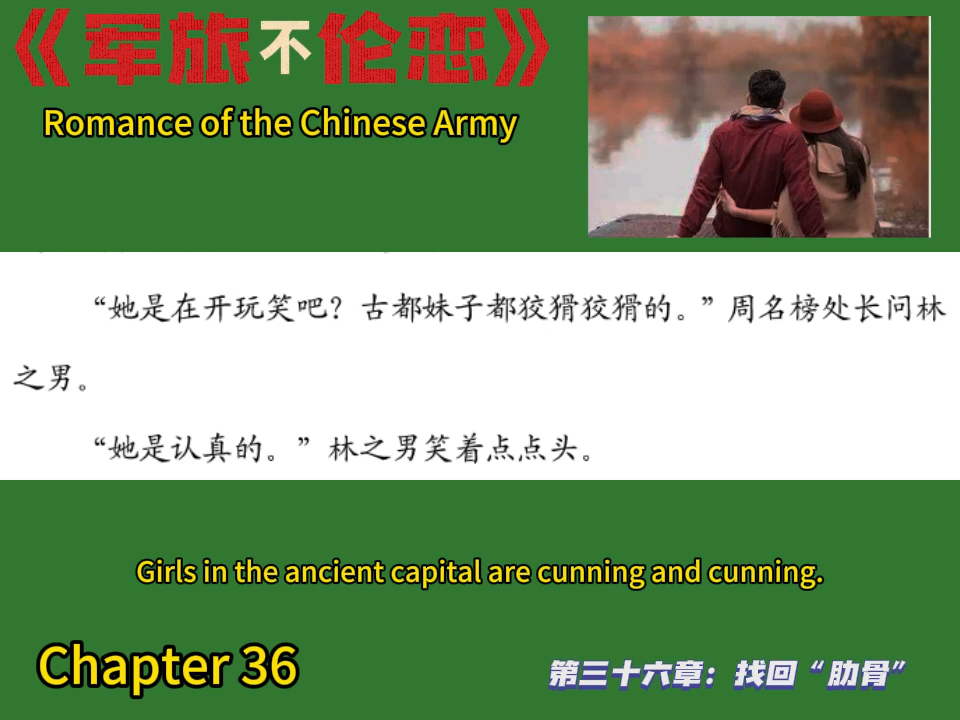 《军旅不伦恋》
Romance of the Chinese Army
“她是在开玩笑吧？古都妹子都狡猾狡猾的。”周名榜处长问林
之男。
“她是认真的。”林之男笑着点点头。
Girls in the ancient capital are cunning and cunning.
Chapter 36
第三十六章：找回“肋骨”